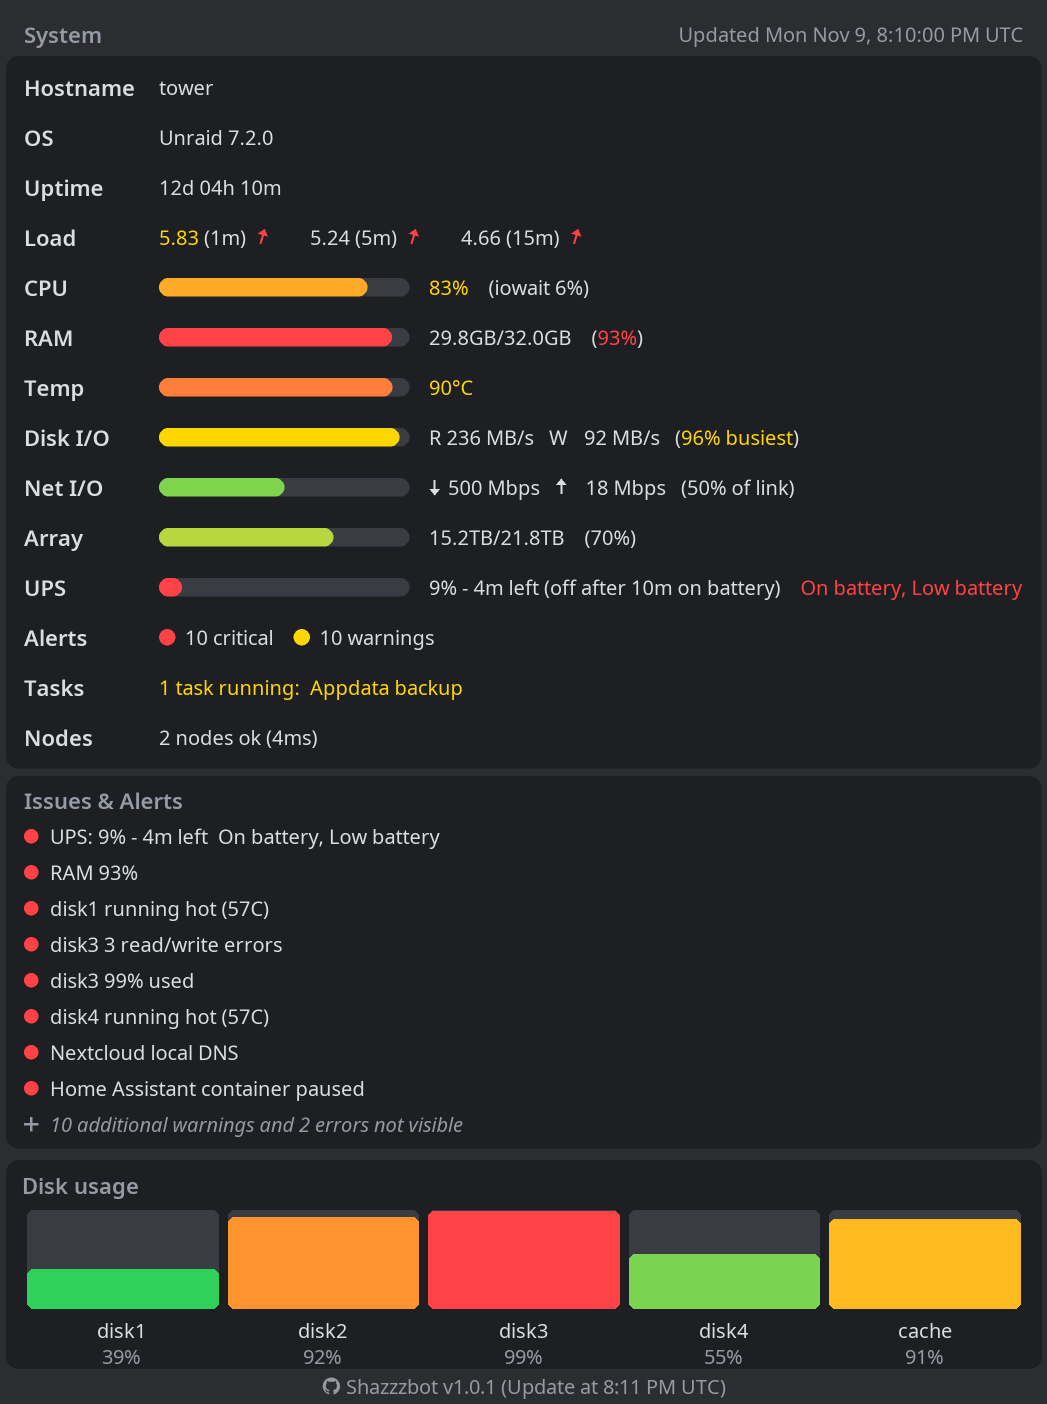 System Updated Mon Nov 9, 8:10:00 PM UTC
Hostname tower
OS Unraid 7.2.0
Uptime 12d 04h 10m
Load 5.83 (1m) ↑ 5.24 (5m) ↑ 4.66 (15m) ↑
CPU 83% (iowait 6%)
RAM 29.8GB/32.0GB (93%)
Temp 90°C
Disk I/O R 236 MB/s W 92 MB/s (96% busiest)
Net I/O ↓ 500 Mbps ↑ 18 Mbps (50% of link)
Array 15.2TB/21.8TB (70%)
UPS 9% - 4m left (off after 10m on battery) On battery, Low battery
Alerts 10 critical 10 warnings
Tasks 1 task running: Appdata backup
Nodes 2 nodes ok (4ms)
Issues & Alerts
UPS: 9% - 4m left On battery, Low battery
RAM 93%
disk1 running hot (57C)
disk3 3 read/write errors
disk3 99% used
disk4 running hot (57C)
Nextcloud local DNS
Home Assistant container paused
+ 10 additional warnings and 2 errors not visible
Disk usage
disk1 disk2 disk3 disk4 cache
39% 92% 99% 55% 91%
Shazzzbot v1.0.1 (Update at 8:11 PM UTC)